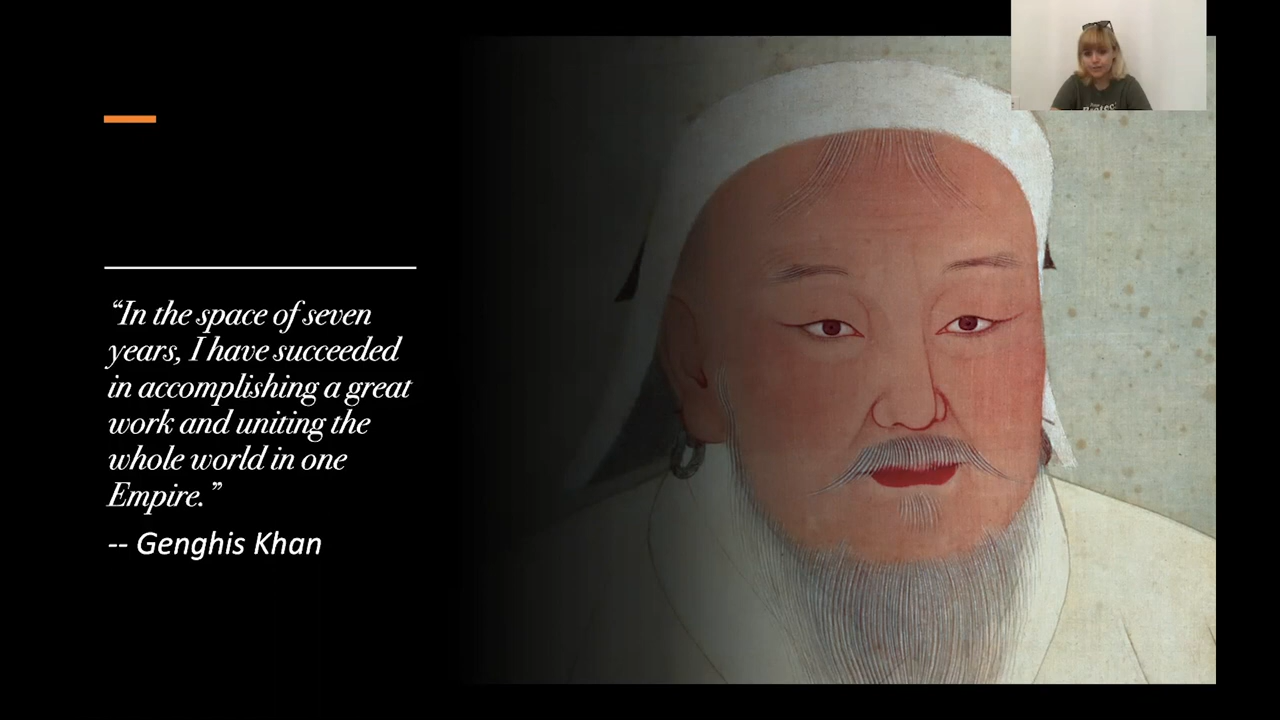 “In the space of seven
years, I have succeeded
in accomplishing a great
work and uniting the
whole world in one
Empire.”
-- Genghis Khan